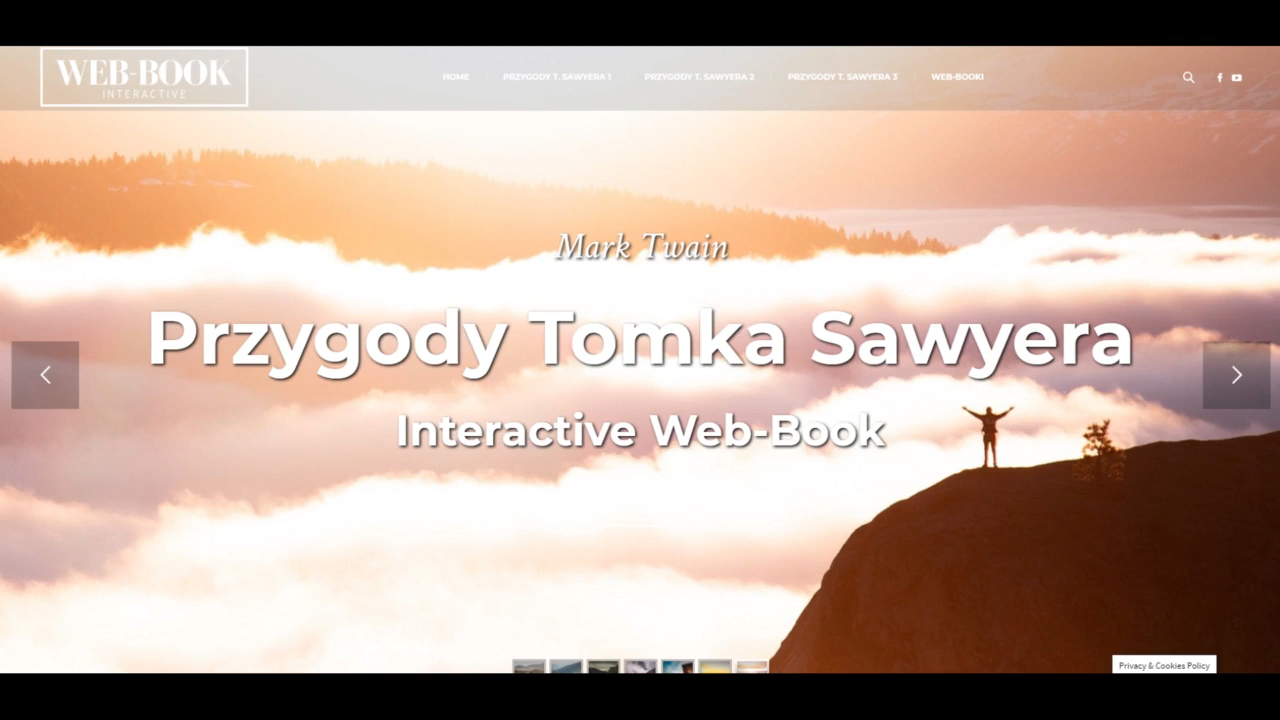 WEB-BOOK
INTERACTIVE
HOME
PRZYGODY T. SAWYERA 1
PRZYGODY T. SAWYERA 2
PRZYGODY T. SAWYERA 3
WEB-BOOKI
Mark Twain
Przygody Tomka Sawyera
Interactive Web-Book
Privacy & Cookies Policy